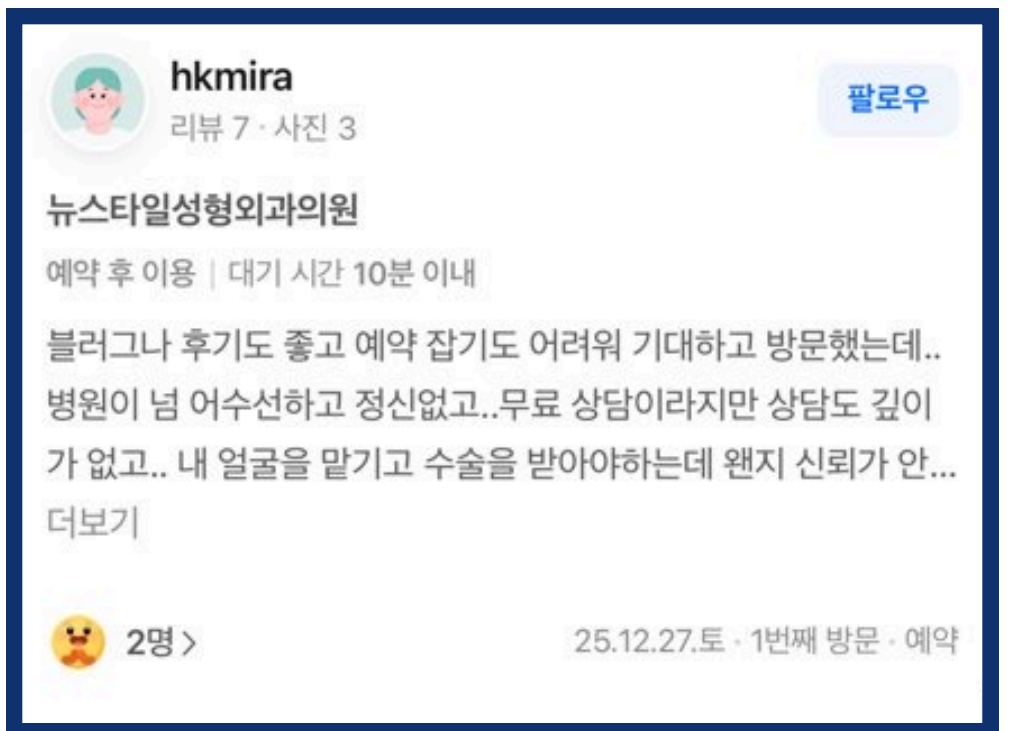 hkmira
리뷰 7 · 사진 3
팔로우
뉴스타일성형외과의원
예약 후 이용 | 대기 시간 10분 이내
블러그나 후기도 좋고 예약 잡기도 어려워 기대하고 방문했는데..
병원이 넘 어수선하고 정신없고..무료 상담이라지만 상담도 깊이
가 없고.. 내 얼굴을 맡기고 수술을 받아야하는데 왠지 신뢰가 안...
더보기
2명 >
25.12.27.토 · 1번째 방문 · 예약